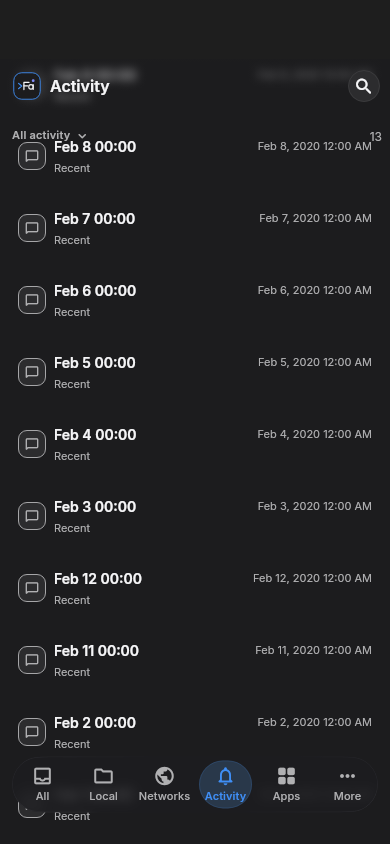 Fa
Activity
All activity
13
Feb 8 00:00
Feb 8, 2020 12:00 AM
Recent
Feb 7 00:00
Feb 7, 2020 12:00 AM
Recent
Feb 6 00:00
Feb 6, 2020 12:00 AM
Recent
Feb 5 00:00
Feb 5, 2020 12:00 AM
Recent
Feb 4 00:00
Feb 4, 2020 12:00 AM
Recent
Feb 3 00:00
Feb 3, 2020 12:00 AM
Recent
Feb 12 00:00
Feb 12, 2020 12:00 AM
Recent
Feb 11 00:00
Feb 11, 2020 12:00 AM
Recent
Feb 2 00:00
Feb 2, 2020 12:00 AM
Recent
All
Local
Networks
Activity
Apps
More
Recent